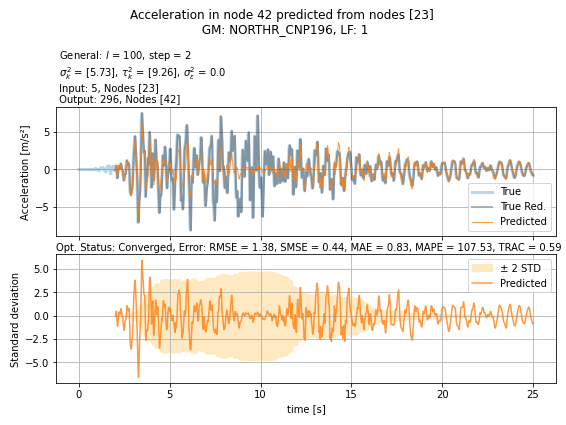 Acceleration in node 42 predicted from nodes [23]
GM: NORTHR_CNP196, LF: 1
General: l = 100, step = 2
σ²ₖ = [5.73], τ²ₖ = [9.26], σ²ε = 0.0
Input: 5, Nodes [23]
Output: 296, Nodes [42]
Acceleration [m/s²]
5
0
−5
True
True Red.
Predicted
Opt. Status: Converged, Error: RMSE = 1.38, SMSE = 0.44, MAE = 0.83, MAPE = 107.53, TRAC = 0.59
Standard deviation
5.0
2.5
0.0
−2.5
−5.0
± 2 STD
Predicted
0 5 10 15 20 25
time [s]